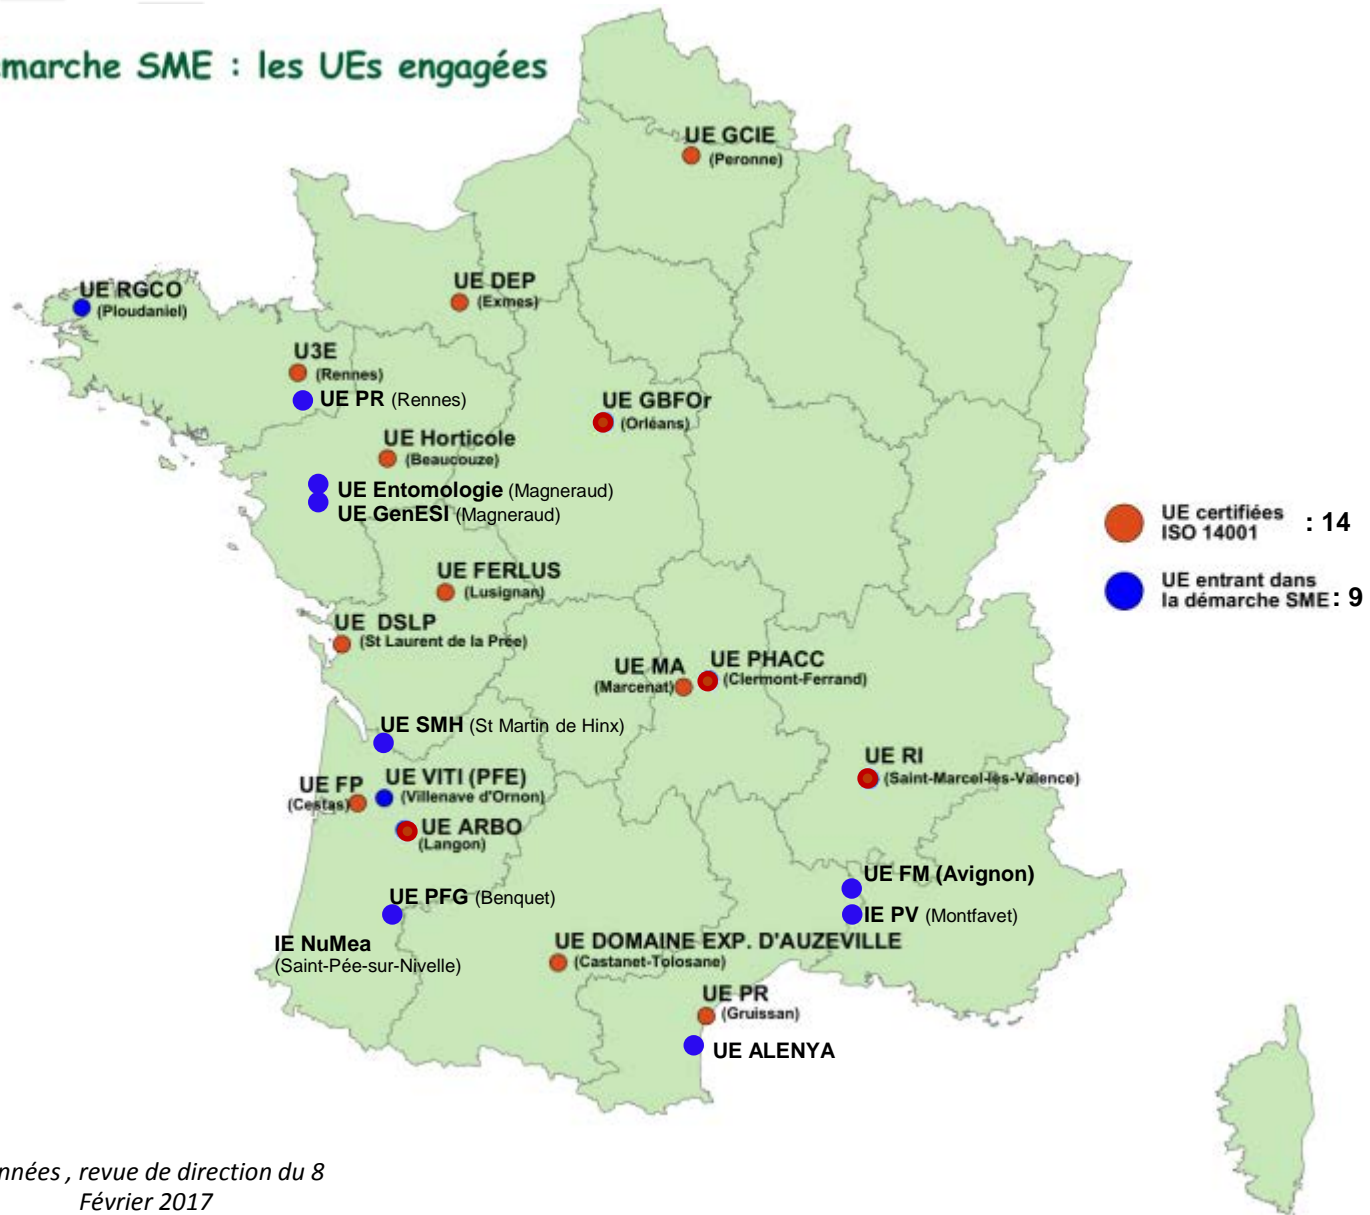 marche SME : les UEs engagées
UE GCIE
(Peronne)
UE RGCO
(Ploudaniel)
UE DEP
(Exmes)
U3E
(Rennes)
UE PR (Rennes)
UE GBFOr
(Orléans)
UE Horticole
(Beaucouze)
UE Entomologie (Magneraud)
UE GenESI (Magneraud)
UE certifiées
ISO 14001 : 14
UE entrant dans
la démarche SME : 9
UE FERLUS
(Lusignan)
UE DSLP
(St Laurent de la Prée)
UE MA
(Marcenat)
UE PHACC
(Clermont-Ferrand)
UE SMH (St Martin de Hinx)
UE RI
(Saint-Marcel-lès-Valence)
UE FP
(Cestas)
UE VITI (PFE)
(Villenave d'Ornon)
UE ARBO
(Langon)
UE FM (Avignon)
UE PFG (Benquet)
IE PV (Montfavet)
IE NuMea
(Saint-Pée-sur-Nivelle)
UE DOMAINE EXP. D'AUZEVILLE
(Castanet-Tolosane)
UE PR
(Gruissan)
UE ALENYA
nnées , revue de direction du 8
Février 2017